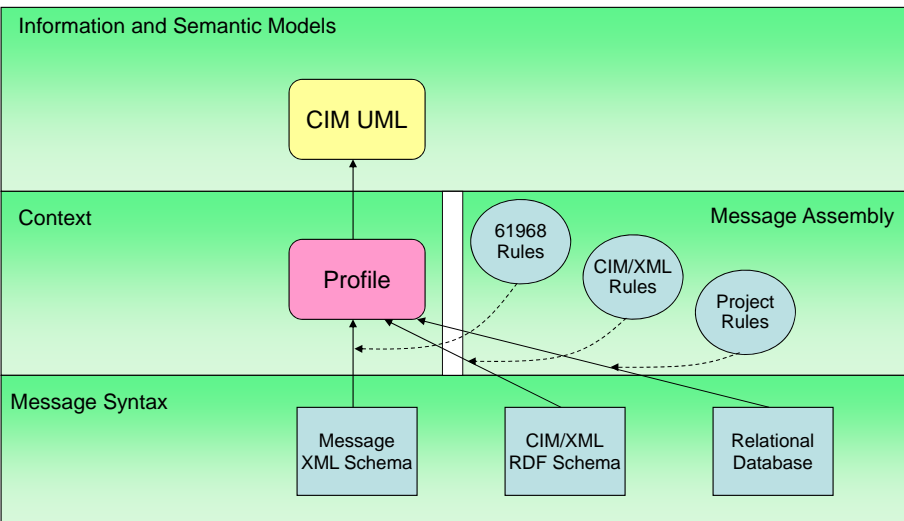 Information and Semantic Models
CIM UML
Context
Message Assembly
61968
Rules
CIM/XML
Rules
Project
Rules
Profile
Message Syntax
Message
XML Schema
CIM/XML
RDF Schema
Relational
Database